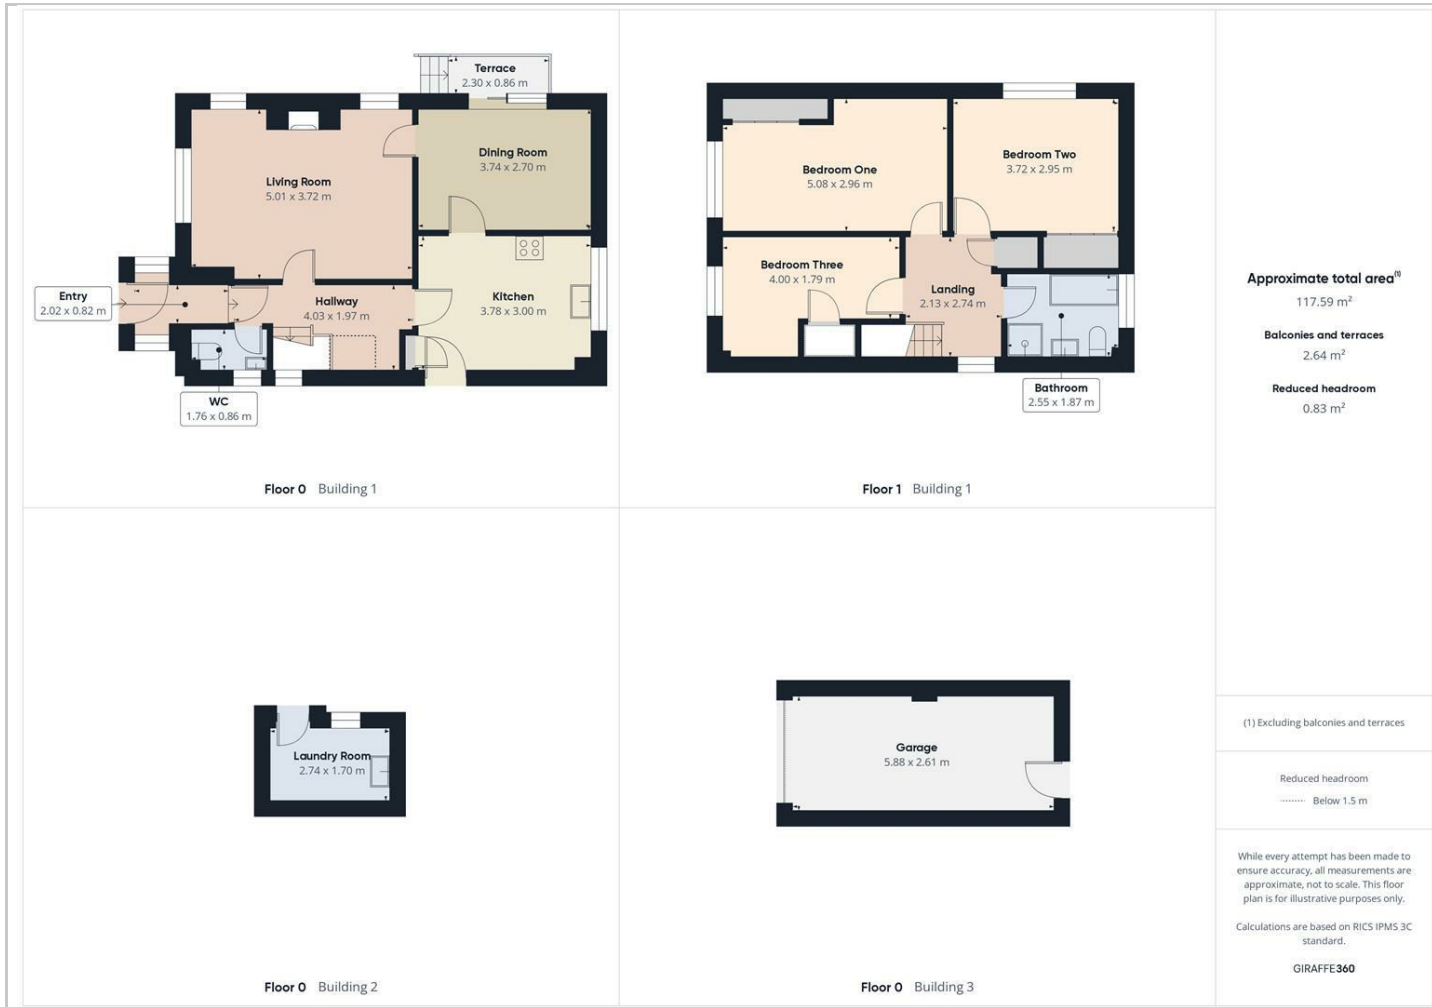 Terrace
2.30 x 0.86 m
Dining Room
3.74 x 2.70 m
Living Room
5.01 x 3.72 m
Entry
2.02 x 0.82 m
Hallway
4.03 x 1.97 m
Kitchen
3.78 x 3.00 m
WC
1.76 x 0.86 m
Floor 0 Building 1
Bedroom One
5.08 x 2.96 m
Bedroom Two
3.72 x 2.95 m
Bedroom Three
4.00 x 1.79 m
Landing
2.13 x 2.74 m
Bathroom
2.55 x 1.87 m
Floor 1 Building 1
Laundry Room
2.74 x 1.70 m
Floor 0 Building 2
Garage
5.88 x 2.61 m
Floor 0 Building 3
Approximate total area⁽¹⁾
117.59 m²
Balconies and terraces
2.64 m²
Reduced headroom
0.83 m²
(1) Excluding balconies and terraces
Reduced headroom
Below 1.5 m
While every attempt has been made to
ensure accuracy, all measurements are
approximate, not to scale. This floor
plan is for illustrative purposes only.
Calculations are based on RICS IPMS 3C
standard.
GIRAFFE360